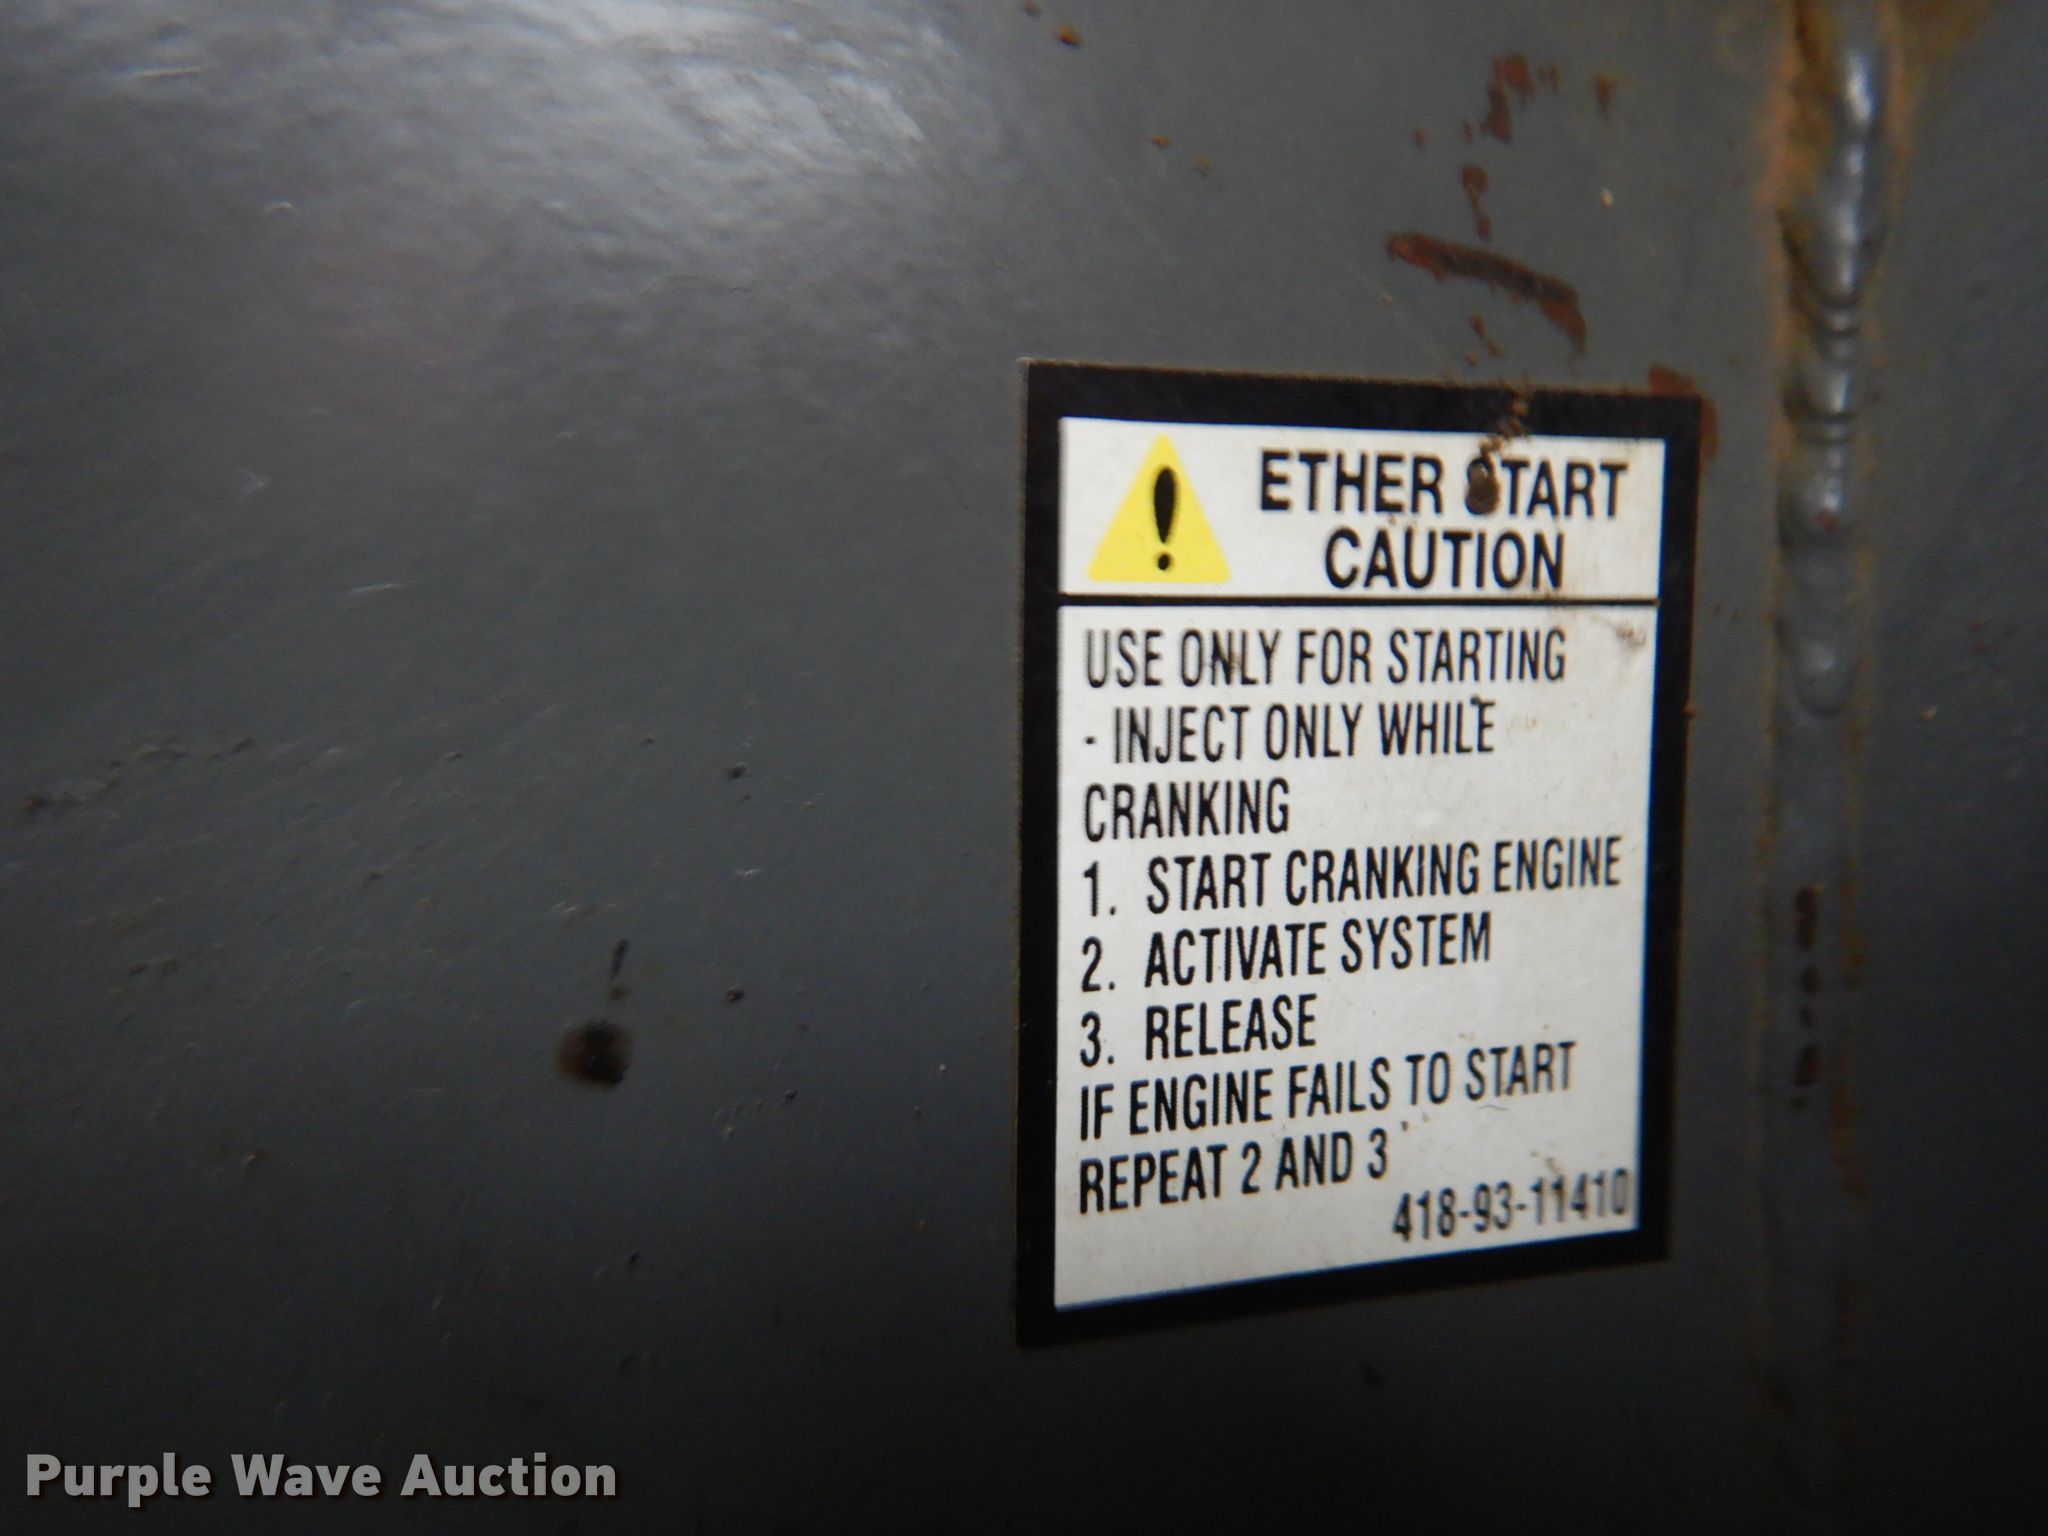 ETHER START
CAUTION
USE ONLY FOR STARTING
- INJECT ONLY WHILE
CRANKING
1. START CRANKING ENGINE
2. ACTIVATE SYSTEM
3. RELEASE
IF ENGINE FAILS TO START
REPEAT 2 AND 3
418-93-11410
Purple Wave Auction